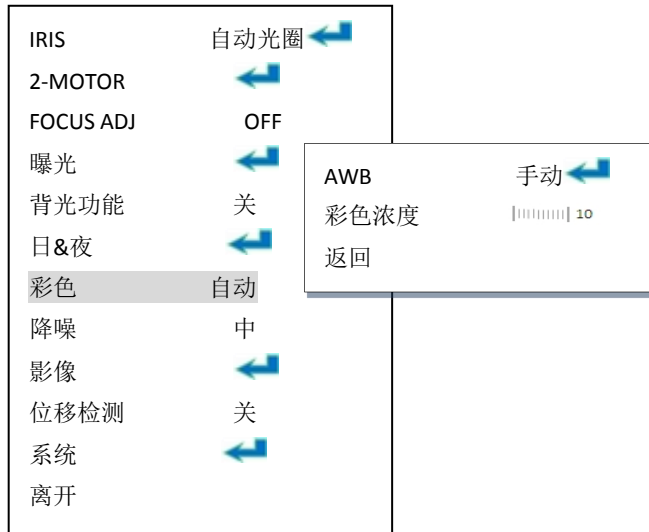 IRIS 自动光圈
2-MOTOR
FOCUS ADJ OFF
曝光
背光功能 关
日&夜
彩色 自动
降噪 中
影像
位移检测 关
系统
离开
AWB 手动
彩色浓度 10
返回